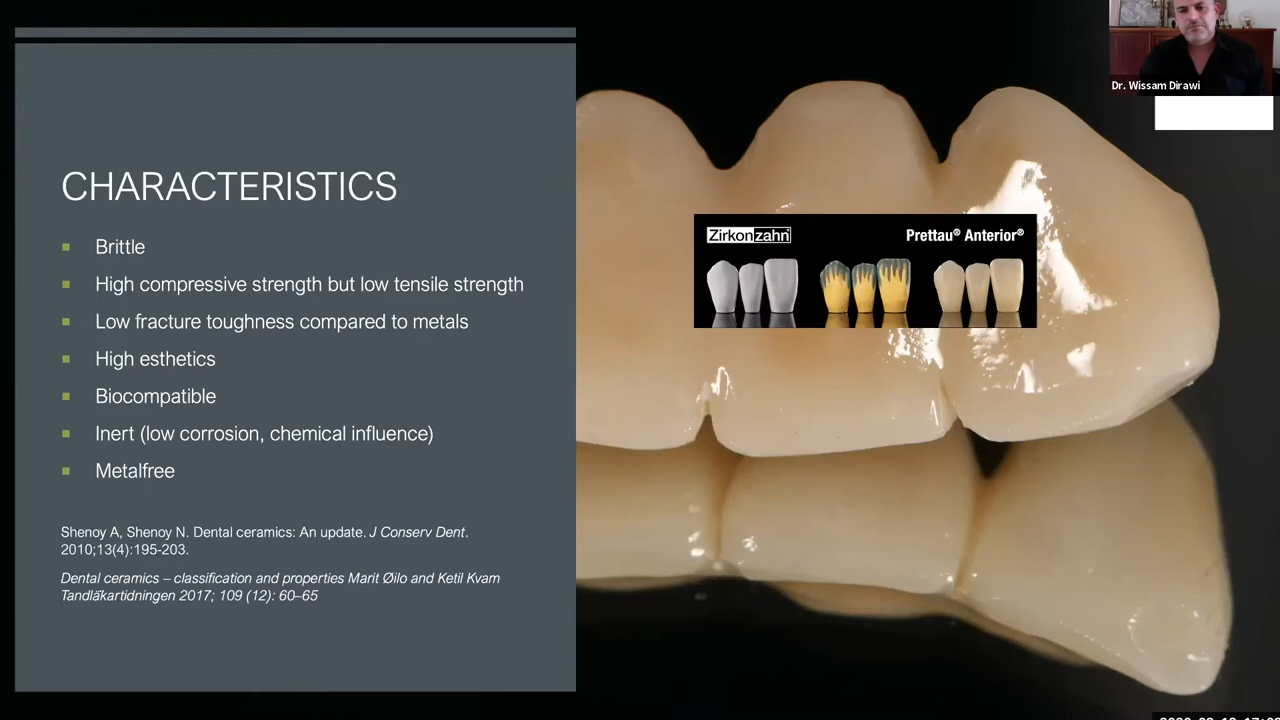 CHARACTERISTICS
Brittle
High compressive strength but low tensile strength
Low fracture toughness compared to metals
High esthetics
Biocompatible
Inert (low corrosion, chemical influence)
Metalfree
Shenoy A, Shenoy N. Dental ceramics: An update. J Conserv Dent.
2010;13(4):195-203.
Dental ceramics – classification and properties Marit Øilo and Ketil Kvam
Tandläkartidningen 2017; 109 (12): 60–65
Zirkonzahn
Prettau® Anterior®
Dr. Wissam Dirawi